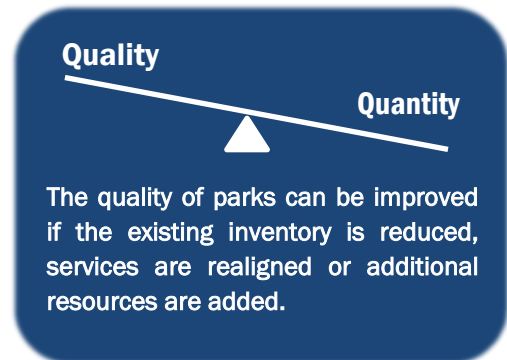 Quality
Quantity
The quality of parks can be improved
if the existing inventory is reduced,
services are realigned or additional
resources are added.